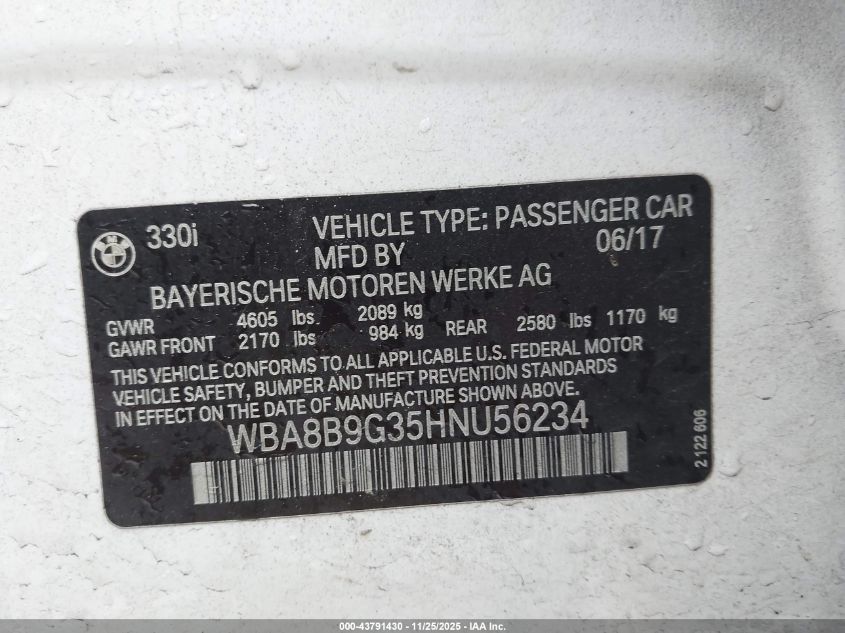 330i
VEHICLE TYPE: PASSENGER CAR
MFD BY 06/17
BAYERISCHE MOTOREN WERKE AG
GVWR 4605 lbs. 2089 kg
GAWR FRONT 2170 lbs 984 kg REAR 2580 lbs 1170 kg
THIS VEHICLE CONFORMS TO ALL APPLICABLE U.S. FEDERAL MOTOR
VEHICLE SAFETY, BUMPER AND THEFT PREVENTION STANDARDS
IN EFFECT ON DATE OF MANUFACTURE SHOWN ABOVE.
WBA8B9G35HNU56234
2 122 606
000-43791430 - 11/25/2025 - IAA Inc.